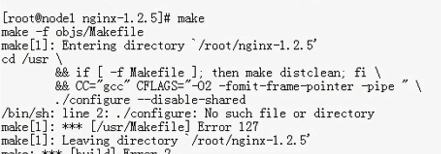 [root@node1 nginx-1.2.5]# make
make -f objs/Makefile
make[1]: Entering directory `/root/nginx-1.2.5'
cd /usr \
&& if [ -f Makefile ]; then make distclean; fi \
&& CC="gcc" CFLAGS="-O2 -fomit-frame-pointer -pipe " \
./configure --disable-shared
/bin/sh: line 2: ./configure: No such file or directory
make[1]: *** [/usr/Makefile] Error 127
make[1]: Leaving directory `/root/nginx-1.2.5'
make: *** [build] Error 2